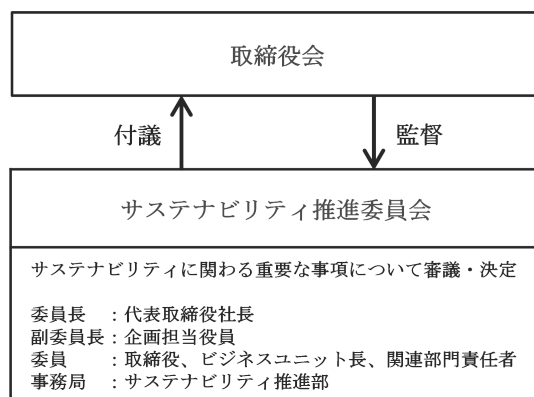 取締役会
付議
監督
サステナビリティ推進委員会
サステナビリティに関わる重要な事項について審議・決定
委員長　：代表取締役社長
副委員長：企画担当役員
委員　　：取締役、ビジネスユニット長、関連部門責任者
事務局　：サステナビリティ推進部